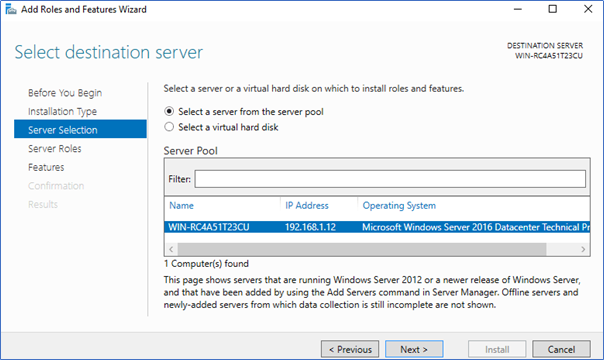 Add Roles and Features Wizard
Select destination server
DESTINATION SERVER
WIN-RC4A51T23CU
Before You Begin
Installation Type
Server Selection
Server Roles
Features
Confirmation
Results
Select a server or a virtual hard disk on which to install roles and features.
Select a server from the server pool
Select a virtual hard disk
Server Pool
Filter:
Name IP Address Operating System
WIN-RC4A51T23CU 192.168.1.12 Microsoft Windows Server 2016 Datacenter Technical Pr
1 Computer(s) found
This page shows servers that are running Windows Server 2012 or a newer release of Windows Server,
and that have been added by using the Add Servers command in Server Manager. Offline servers and
newly-added servers from which data collection is still incomplete are not shown.
< Previous Next > Install Cancel